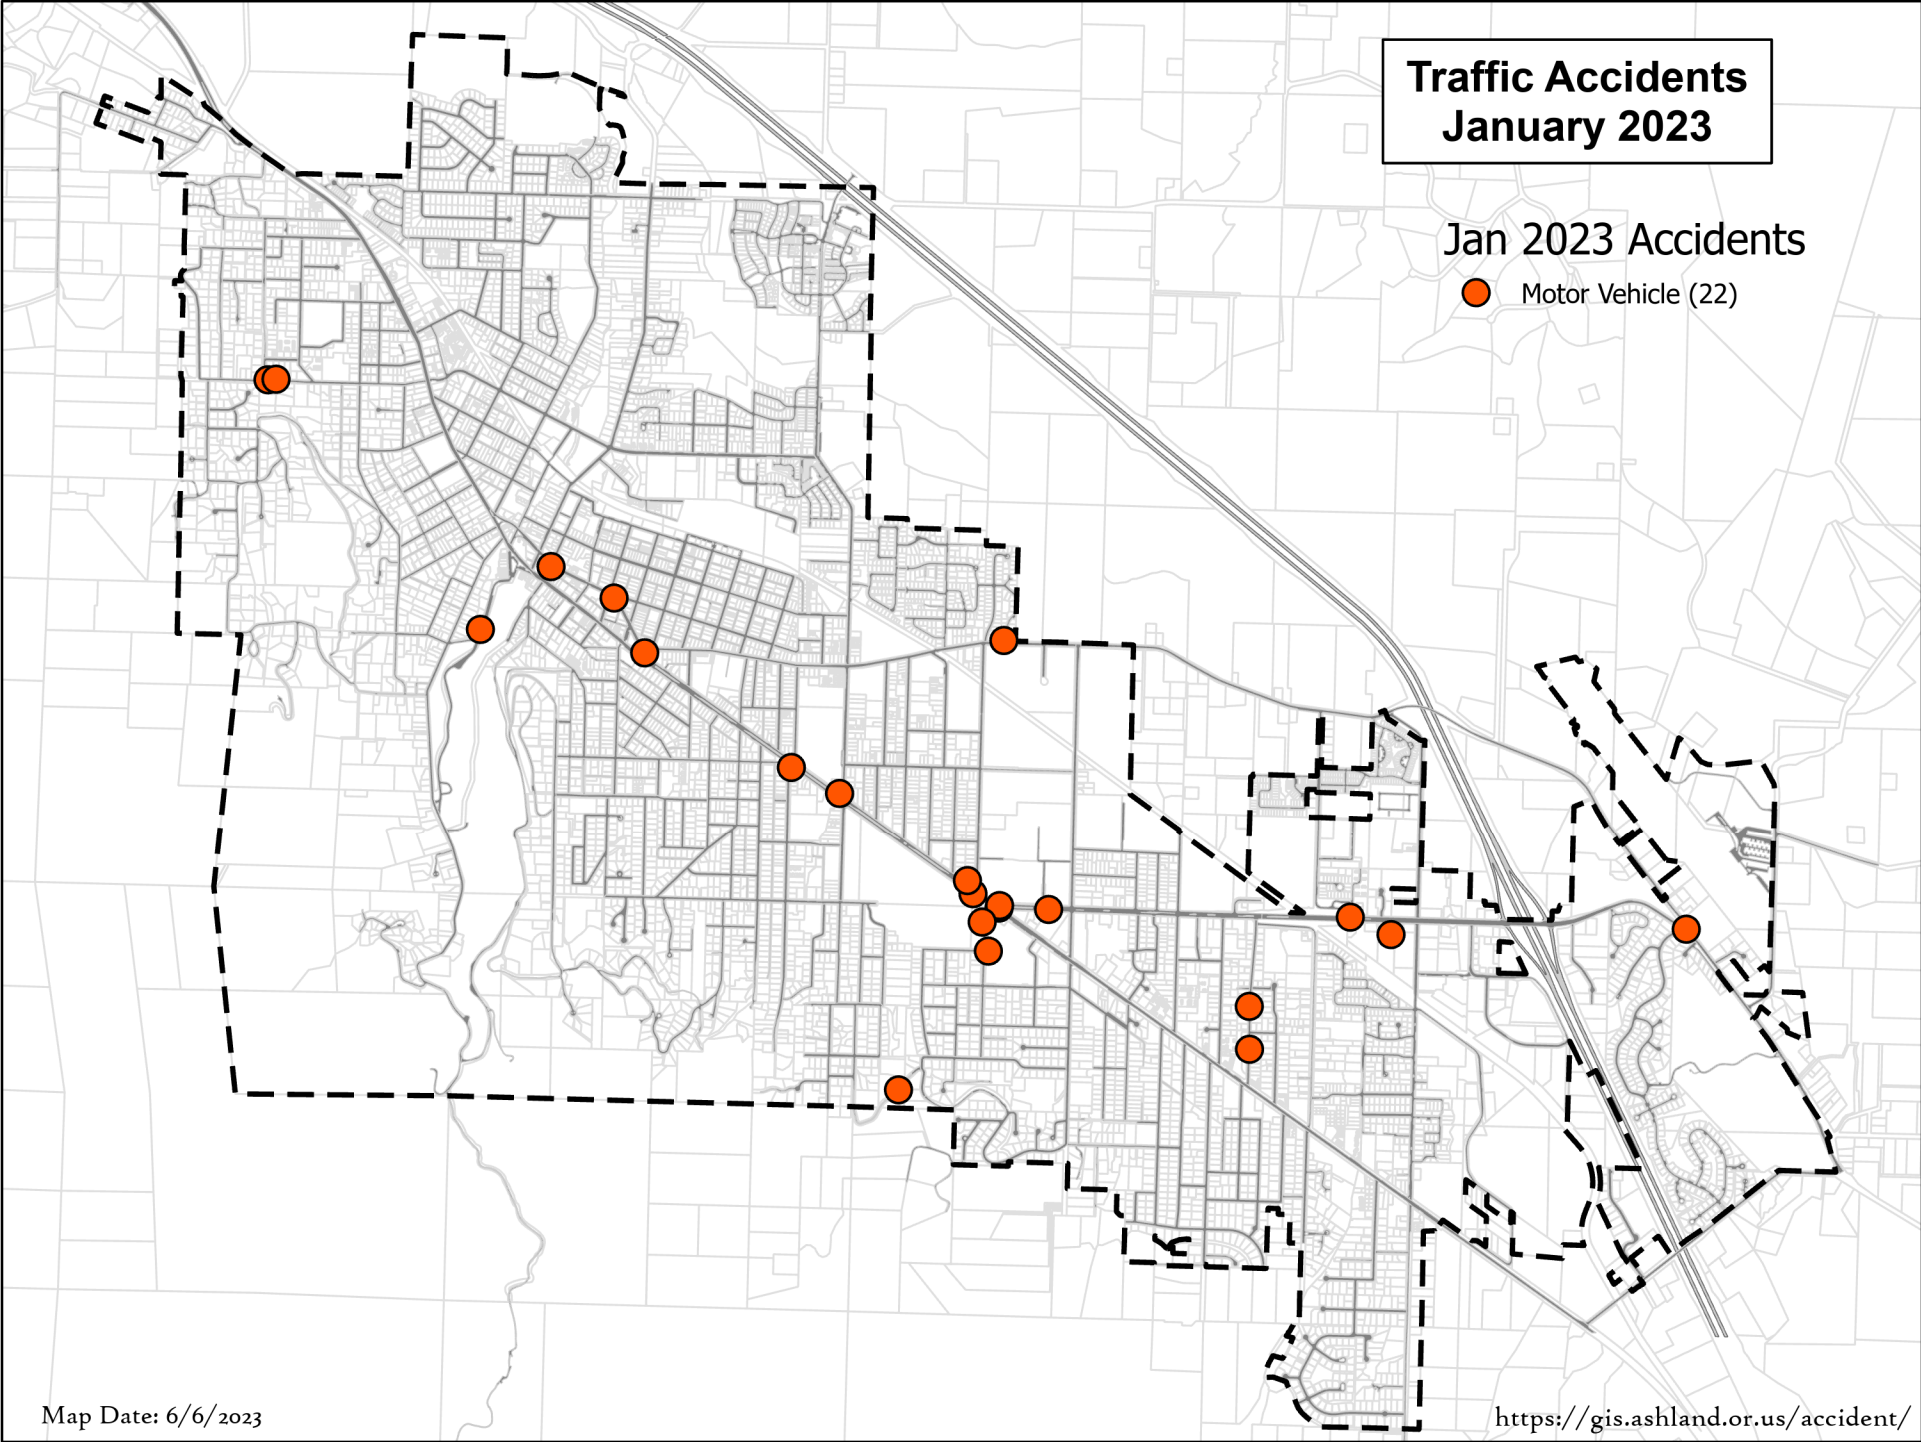 Traffic Accidents
January 2023
Jan 2023 Accidents
Motor Vehicle (22)
Map Date: 6/6/2023
https://gis.ashland.or.us/accident/